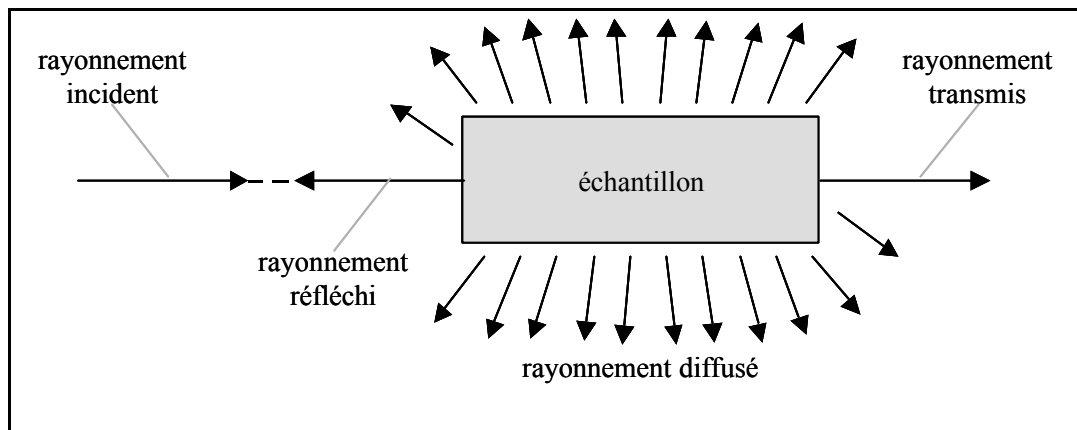 rayonnement
incident
rayonnement
transmis
échantillon
rayonnement
réfléchi
rayonnement diffusé